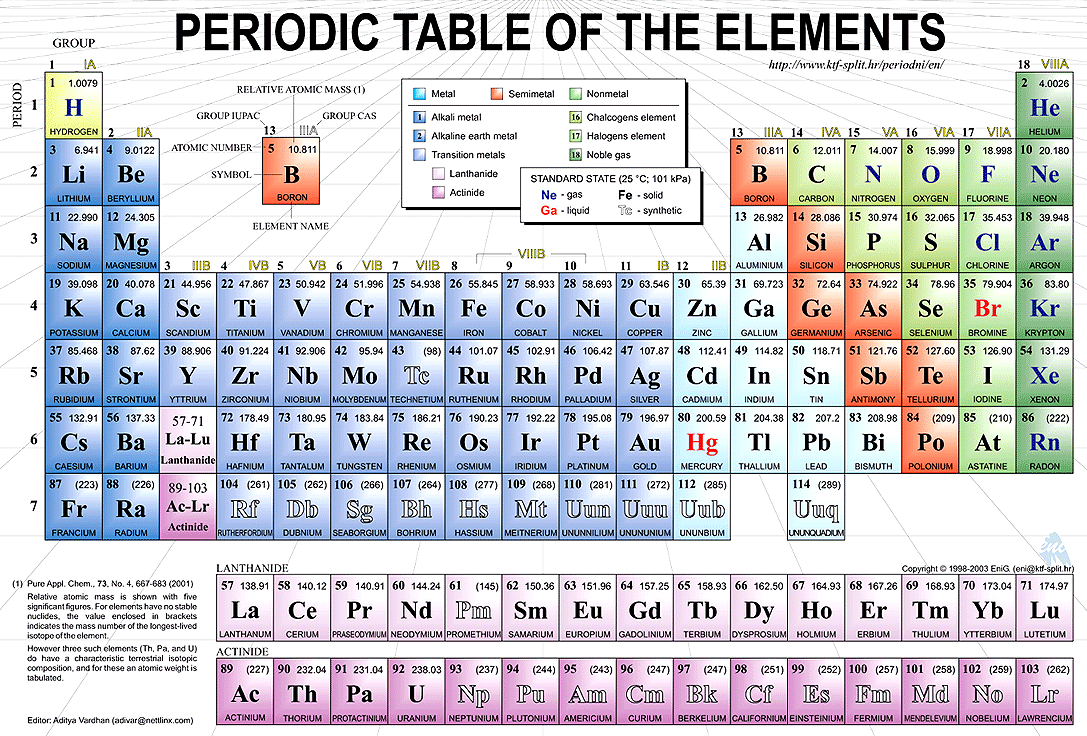 PERIODIC TABLE OF THE ELEMENTS
http://www.ktf-split.hr/periodni/en/
GROUP
PERIOD
1 IA
18 VIIIA
1
1 1.0079
H
HYDROGEN
2 4.0026
He
HELIUM
RELATIVE ATOMIC MASS (1)
GROUP IUPAC
GROUP CAS
13 IIIA
ATOMIC NUMBER
5 10.811
SYMBOL
B
BORON
ELEMENT NAME
Metal
Semimetal
Nonmetal
1 Alkali metal
2 Alkaline earth metal
Transition metals
Lanthanide
Actinide
16 Chalcogens element
17 Halogens element
18 Noble gas
STANDARD STATE (25 °C; 101 kPa)
Ne - gas
Fe - solid
Ga - liquid
Tc - synthetic
2 IIA
13 IIIA 14 IVA 15 VA 16 VIA 17 VIIA
2
3 6.941 4 9.0122 5 10.811 6 12.011 7 14.007 8 15.999 9 18.998 10 20.180
Li Be B C N O F Ne
LITHIUM BERYLLIUM BORON CARBON NITROGEN OXYGEN FLUORINE NEON
3
11 22.990 12 24.305 13 26.982 14 28.086 15 30.974 16 32.065 17 35.453 18 39.948
Na Mg Al Si P S Cl Ar
SODIUM MAGNESIUM ALUMINIUM SILICON PHOSPHORUS SULPHUR CHLORINE ARGON
3 IIIB 4 IVB 5 VB 6 VIB 7 VIIB 8 9 10 VIIIB 11 IB 12 IIB
4
19 39.098 20 40.078 21 44.956 22 47.867 23 50.942 24 51.996 25 54.938 26 55.845 27 58.933 28 58.693 29 63.546 30 65.39 31 69.723 32 72.64 33 74.922 34 78.96 35 79.904 36 83.80
K Ca Sc Ti V Cr Mn Fe Co Ni Cu Zn Ga Ge As Se Br Kr
POTASSIUM CALCIUM SCANDIUM TITANIUM VANADIUM CHROMIUM MANGANESE IRON COBALT NICKEL COPPER ZINC GALLIUM GERMANIUM ARSENIC SELENIUM BROMINE KRYPTON
5
37 85.468 38 87.62 39 88.906 40 91.224 41 92.906 42 95.94 43 (98) 44 101.07 45 102.91 46 106.42 47 107.87 48 112.41 49 114.82 50 118.71 51 121.76 52 127.60 53 126.90 54 131.29
Rb Sr Y Zr Nb Mo Tc Ru Rh Pd Ag Cd In Sn Sb Te I Xe
RUBIDIUM STRONTIUM YTTRIUM ZIRCONIUM NIOBIUM MOLYBDENUM TECHNETIUM RUTHENIUM RHODIUM PALLADIUM SILVER CADMIUM INDIUM TIN ANTIMONY TELLURIUM IODINE XENON
6
55 132.91 56 137.33 57-71 72 178.49 73 180.95 74 183.84 75 186.21 76 190.23 77 192.22 78 195.08 79 196.97 80 200.59 81 204.38 82 207.2 83 208.98 84 (209) 85 (210) 86 (222)
Cs Ba La-Lu Hf Ta W Re Os Ir Pt Au Hg Tl Pb Bi Po At Rn
CAESIUM BARIUM Lanthanide HAFNIUM TANTALUM TUNGSTEN RHENIUM OSMIUM IRIDIUM PLATINUM GOLD MERCURY THALLIUM LEAD BISMUTH POLONIUM ASTATINE RADON
7
87 (223) 88 (226) 89-103 104 (261) 105 (262) 106 (266) 107 (264) 108 (277) 109 (268) 110 (281) 111 (272) 112 (285) 114 (289)
Fr Ra Ac-Lr Rf Db Sg Bh Hs Mt Uun Uuu Uub Uuq
FRANCIUM RADIUM Actinide RUTHERFORDIUM DUBNIUM SEABORGIUM BOHRIUM HASSIUM MEITNERIUM UNUNNILIUM UNUNUNIUM UNUNBIUM UNUNQUADIUM
eni
Copyright © 1998-2003 EniG. (eni@ktf-split.hr)
LANTHANIDE
57 138.91 58 140.12 59 140.91 60 144.24 61 (145) 62 150.36 63 151.96 64 157.25 65 158.93 66 162.50 67 164.93 68 167.26 69 168.93 70 173.04 71 174.97
La Ce Pr Nd Pm Sm Eu Gd Tb Dy Ho Er Tm Yb Lu
LANTHANUM CERIUM PRASEODYMIUM NEODYMIUM PROMETHIUM SAMARIUM EUROPIUM GADOLINIUM TERBIUM DYSPROSIUM HOLMIUM ERBIUM THULIUM YTTERBIUM LUTETIUM
ACTINIDE
89 (227) 90 232.04 91 231.04 92 238.03 93 (237) 94 (244) 95 (243) 96 (247) 97 (247) 98 (251) 99 (252) 100 (257) 101 (258) 102 (259) 103 (262)
Ac Th Pa U Np Pu Am Cm Bk Cf Es Fm Md No Lr
ACTINIUM THORIUM PROTACTINIUM URANIUM NEPTUNIUM PLUTONIUM AMERICIUM CURIUM BERKELIUM CALIFORNIUM EINSTEINIUM FERMIUM MENDELEVIUM NOBELIUM LAWRENCIUM
(1) Pure Appl. Chem., 73, No. 4, 667-683 (2001)
Relative atomic mass is shown with five
significant figures. For elements have no stable
nuclides, the value enclosed in brackets
indicates the mass number of the longest-lived
isotope of the element.
However three such elements (Th, Pa, and U)
do have a characteristic terrestrial isotopic
composition, and for these an atomic weight is
tabulated.
Editor: Aditya Vardhan (adivar@nettlinx.com)